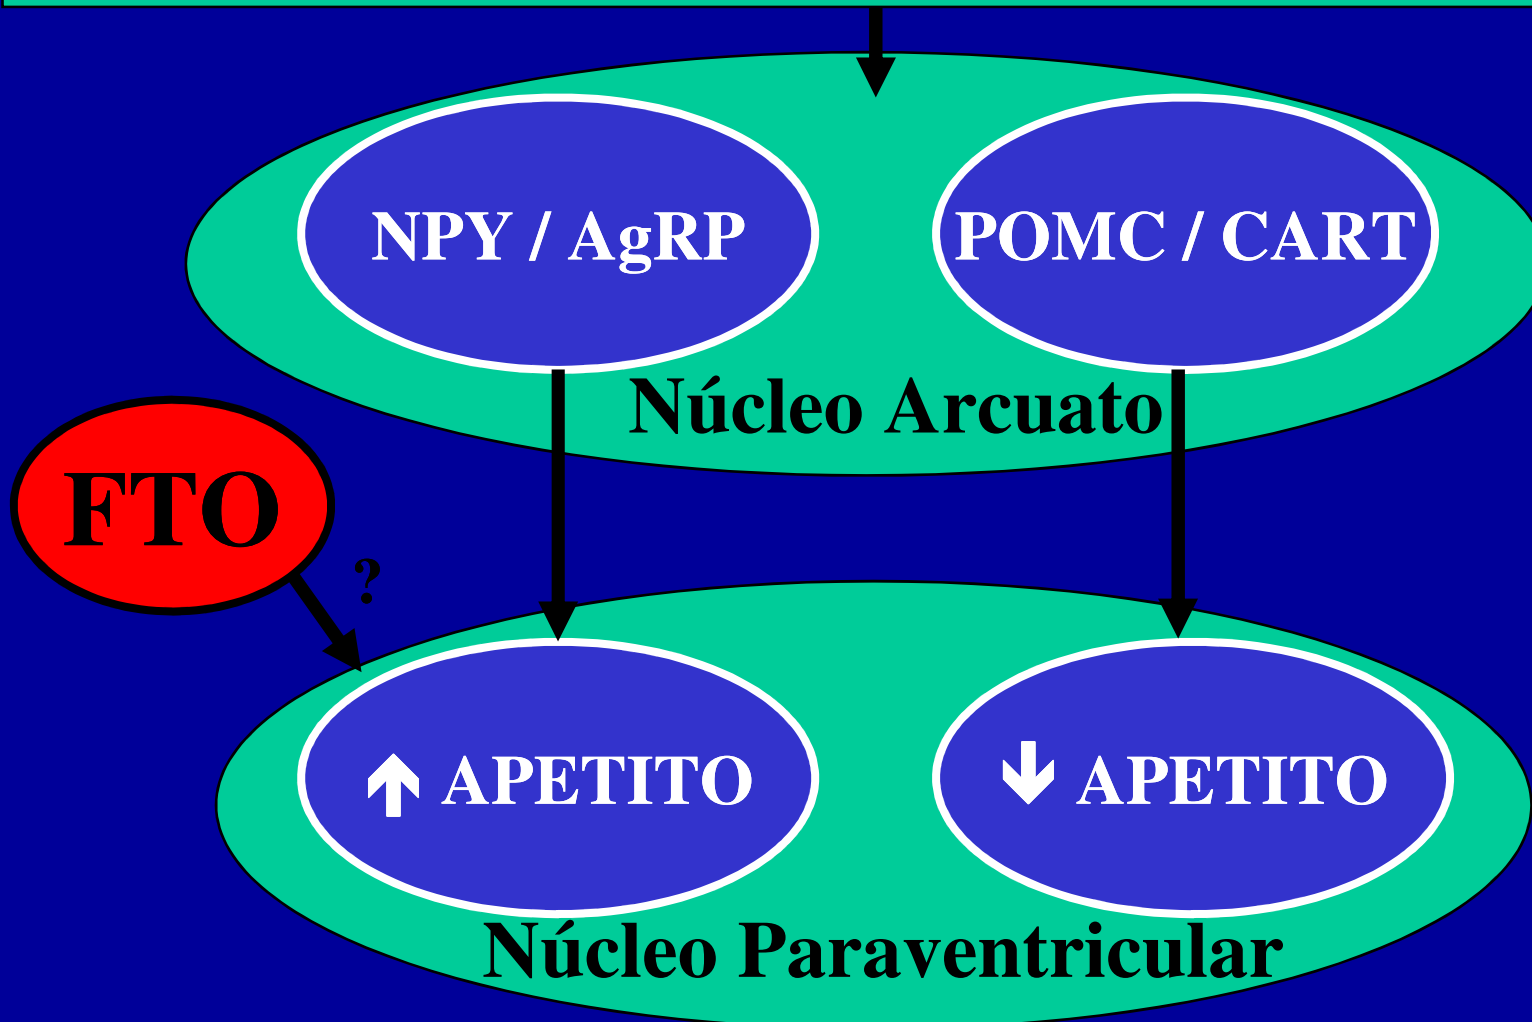 NPY / AgRP
POMC / CART
Núcleo Arcuato
FTO
?
↑ APETITO
↓ APETITO
Núcleo Paraventricular